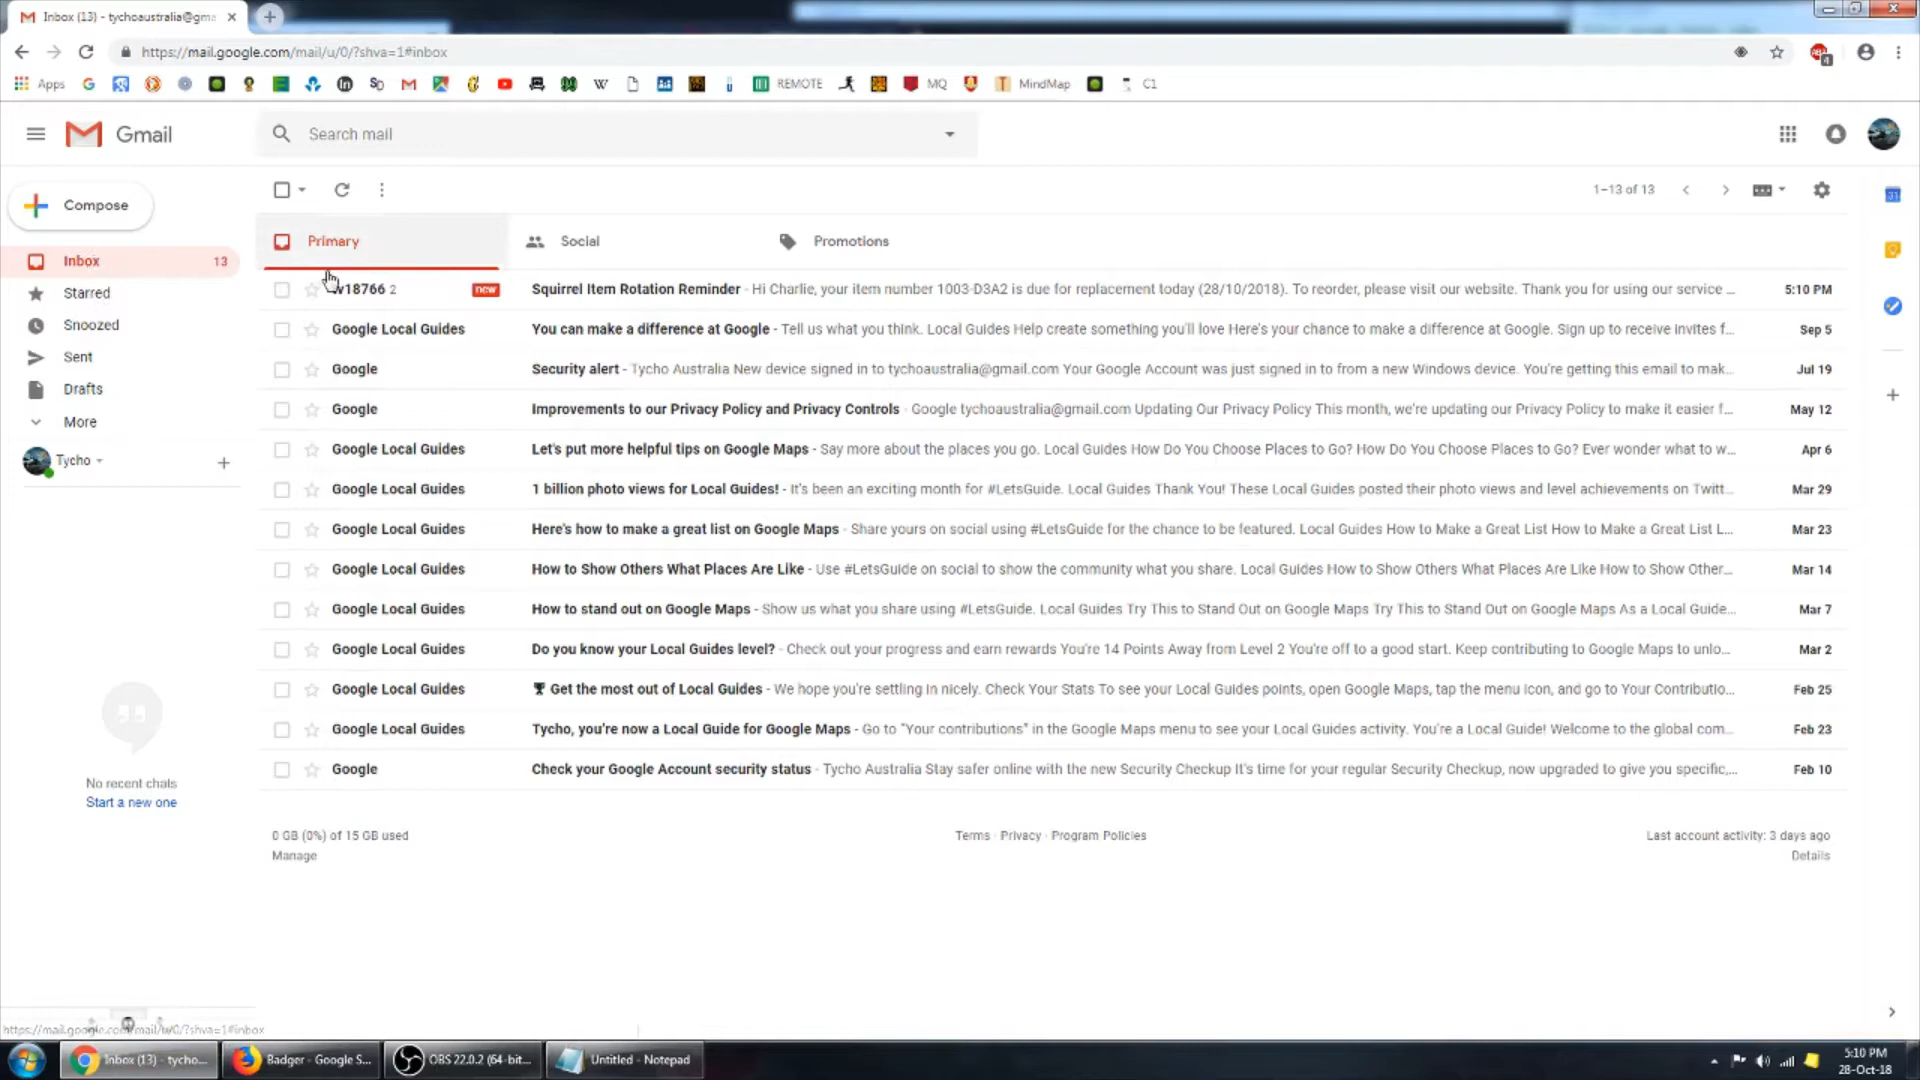 Inbox (13) - tychoaustralia@gma
https://mail.google.com/mail/u/0/?shva=1#inbox
Apps
REMOTE
MQ
MindMap
C1
Gmail
Search mail
Compose
1–13 of 13
Primary
Social
Promotions
Inbox 13
Starred
Snoozed
Sent
Drafts
More
Tycho
w18766 2 new Squirrel Item Rotation Reminder - Hi Charlie, your item number 1003-D3A2 is due for replacement today (28/10/2018). To reorder, please visit our website. Thank you for using our service ... 5:10 PM
Google Local Guides You can make a difference at Google - Tell us what you think. Local Guides Help create something you'll love Here's your chance to make a difference at Google. Sign up to receive invites f... Sep 5
Google Security alert - Tycho Australia New device signed in to tychoaustralia@gmail.com Your Google Account was just signed in to from a new Windows device. You're getting this email to mak... Jul 19
Google Improvements to our Privacy Policy and Privacy Controls - Google tychoaustralia@gmail.com Updating Our Privacy Policy This month, we're updating our Privacy Policy to make it easier f... May 12
Google Local Guides Let's put more helpful tips on Google Maps - Say more about the places you go. Local Guides How Do You Choose Places to Go? How Do You Choose Places to Go? Ever wonder what to w... Apr 6
Google Local Guides 1 billion photo views for Local Guides! - It's been an exciting month for #LetsGuide. Local Guides Thank You! These Local Guides posted their photo views and level achievements on Twitt... Mar 29
Google Local Guides Here's how to make a great list on Google Maps - Share yours on social using #LetsGuide for the chance to be featured. Local Guides How to Make a Great List How to Make a Great List L... Mar 23
Google Local Guides How to Show Others What Places Are Like - Use #LetsGuide on social to show the community what you share. Local Guides How to Show Others What Places Are Like How to Show Other... Mar 14
Google Local Guides How to stand out on Google Maps - Show us what you share using #LetsGuide. Local Guides Try This to Stand Out on Google Maps Try This to Stand Out on Google Maps As a Local Guide... Mar 7
Google Local Guides Do you know your Local Guides level? - Check out your progress and earn rewards You're 14 Points Away from Level 2 You're off to a good start. Keep contributing to Google Maps to unlo... Mar 2
Google Local Guides Get the most out of Local Guides - We hope you're settling in nicely. Check Your Stats To see your Local Guides points, open Google Maps, tap the menu icon, and go to Your Contributio... Feb 25
Google Local Guides Tycho, you're now a Local Guide for Google Maps - Go to "Your contributions" in the Google Maps menu to see your Local Guides activity. You're a Local Guide! Welcome to the global com... Feb 23
Google Check your Google Account security status - Tycho Australia Stay safer online with the new Security Checkup It's time for your regular Security Checkup, now upgraded to give you specific,... Feb 10
No recent chats
Start a new one
0 GB (0%) of 15 GB used
Manage
Terms · Privacy · Program Policies
Last account activity: 3 days ago
Details
https://mail.google.com/mail/u/0/?shva=1#inbox
Inbox (13) - tycho...
Badger - Google S...
OBS 22.0.2 (64-bit...
Untitled - Notepad
5:10 PM
28-Oct-18